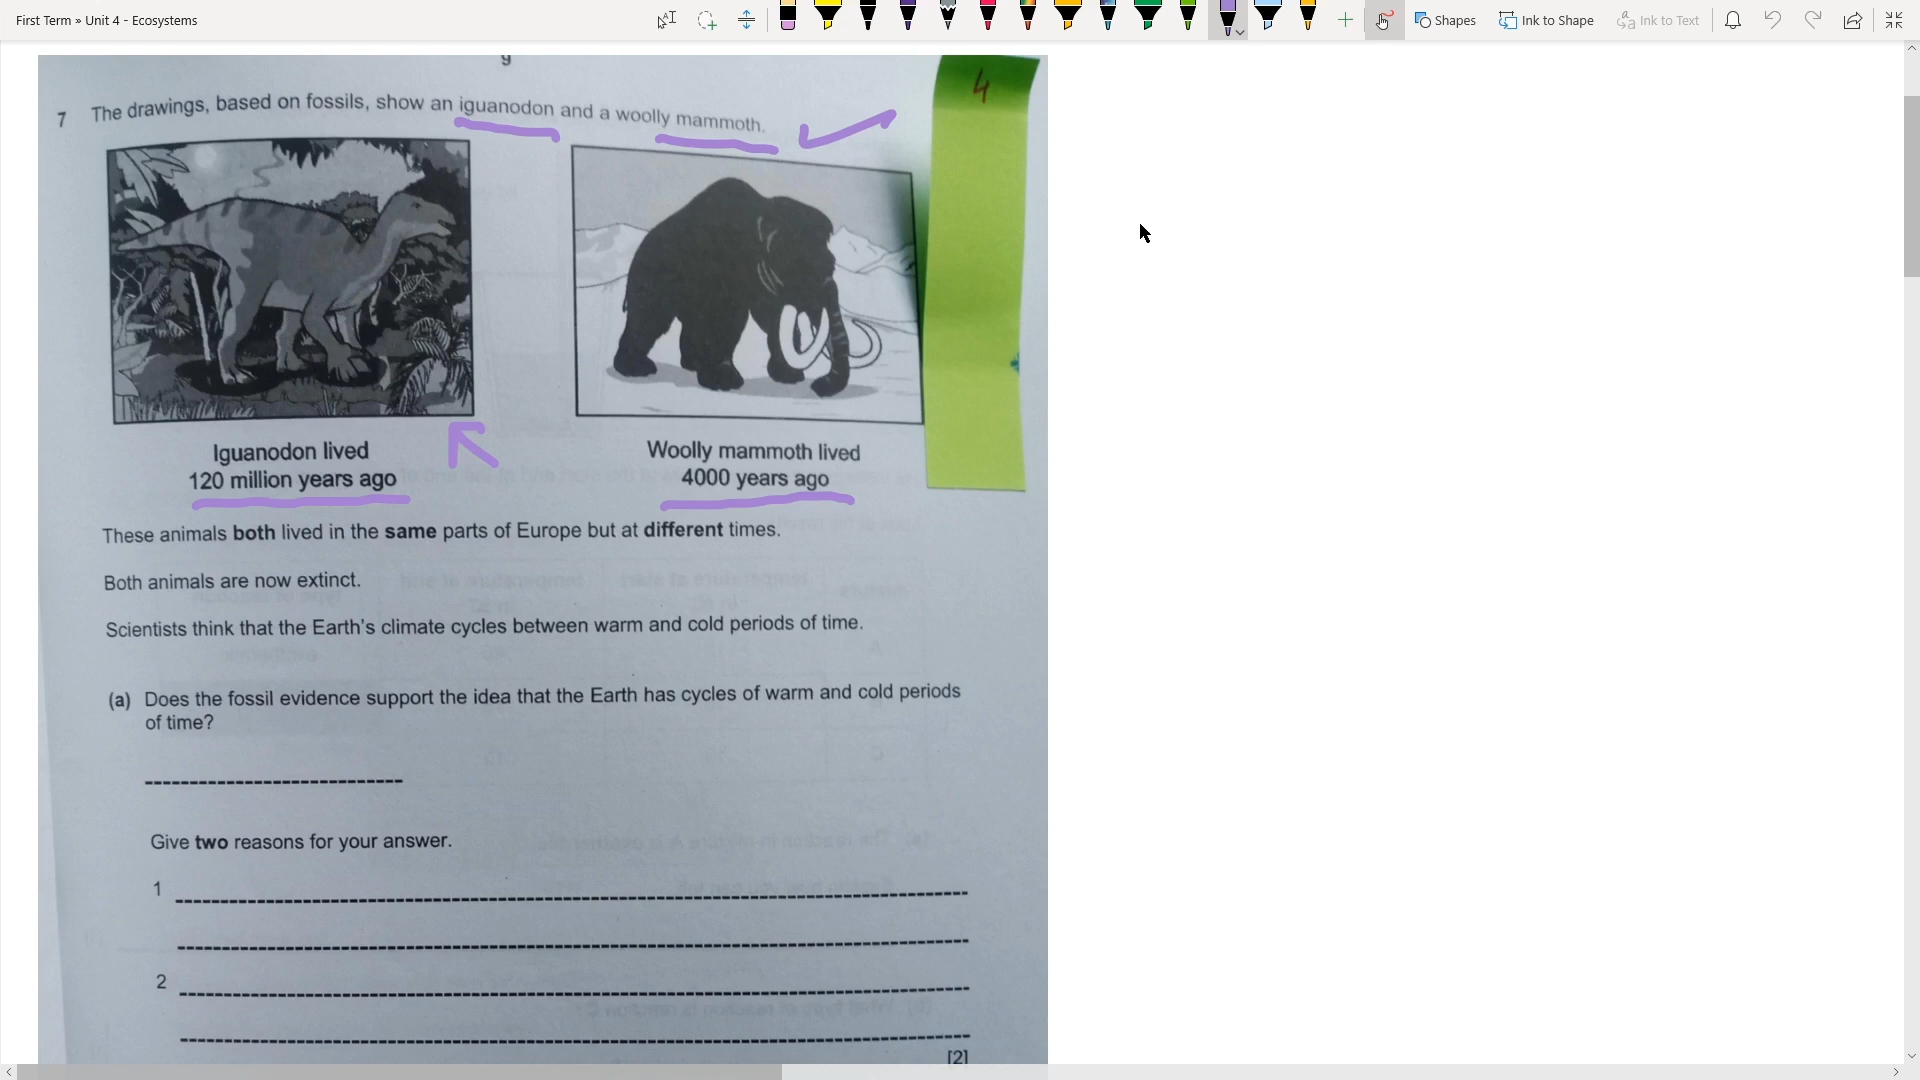 First Term » Unit 4 - Ecosystems
Shapes
Ink to Shape
Ink to Text
9
4
7 The drawings, based on fossils, show an iguanodon and a woolly mammoth.
Iguanodon lived
120 million years ago
Woolly mammoth lived
4000 years ago
These animals both lived in the same parts of Europe but at different times.
Both animals are now extinct.
Scientists think that the Earth's climate cycles between warm and cold periods of time.
(a) Does the fossil evidence support the idea that the Earth has cycles of warm and cold periods
of time?
Give two reasons for your answer.
1
2
[2]